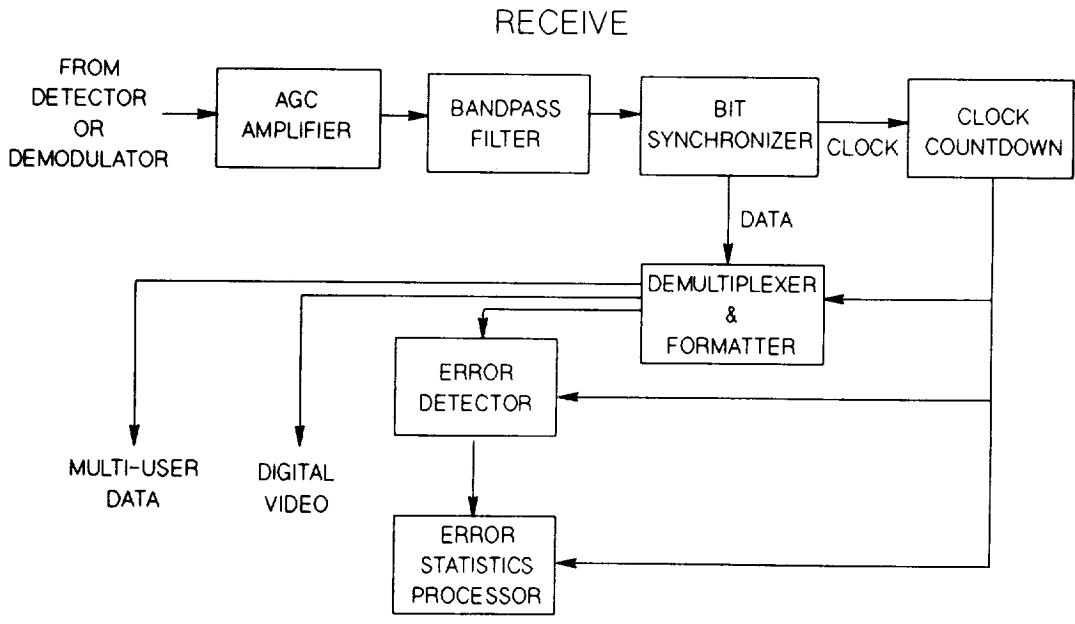 RECEIVE
FROM
DETECTOR
OR
DEMODULATOR
AGC
AMPLIFIER
BANDPASS
FILTER
BIT
SYNCHRONIZER
CLOCK
CLOCK
COUNTDOWN
DATA
DEMULTIPLEXER
&
FORMATTER
ERROR
DETECTOR
MULTI-USER
DATA
DIGITAL
VIDEO
ERROR
STATISTICS
PROCESSOR